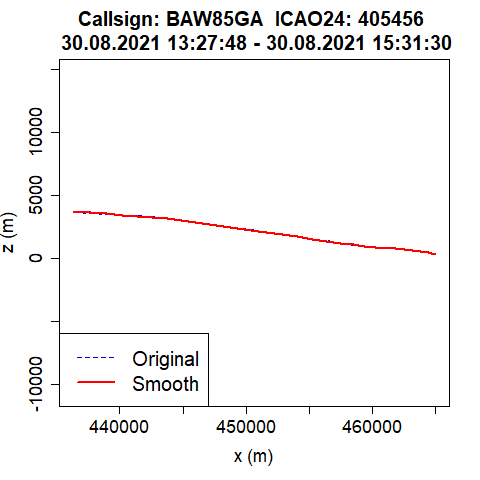 Callsign: BAW85GA  ICAO24: 405456
30.08.2021 13:27:48 - 30.08.2021 15:31:30
10000
5000
0
-10000
z (m)
Original
Smooth
440000 450000 460000
x (m)